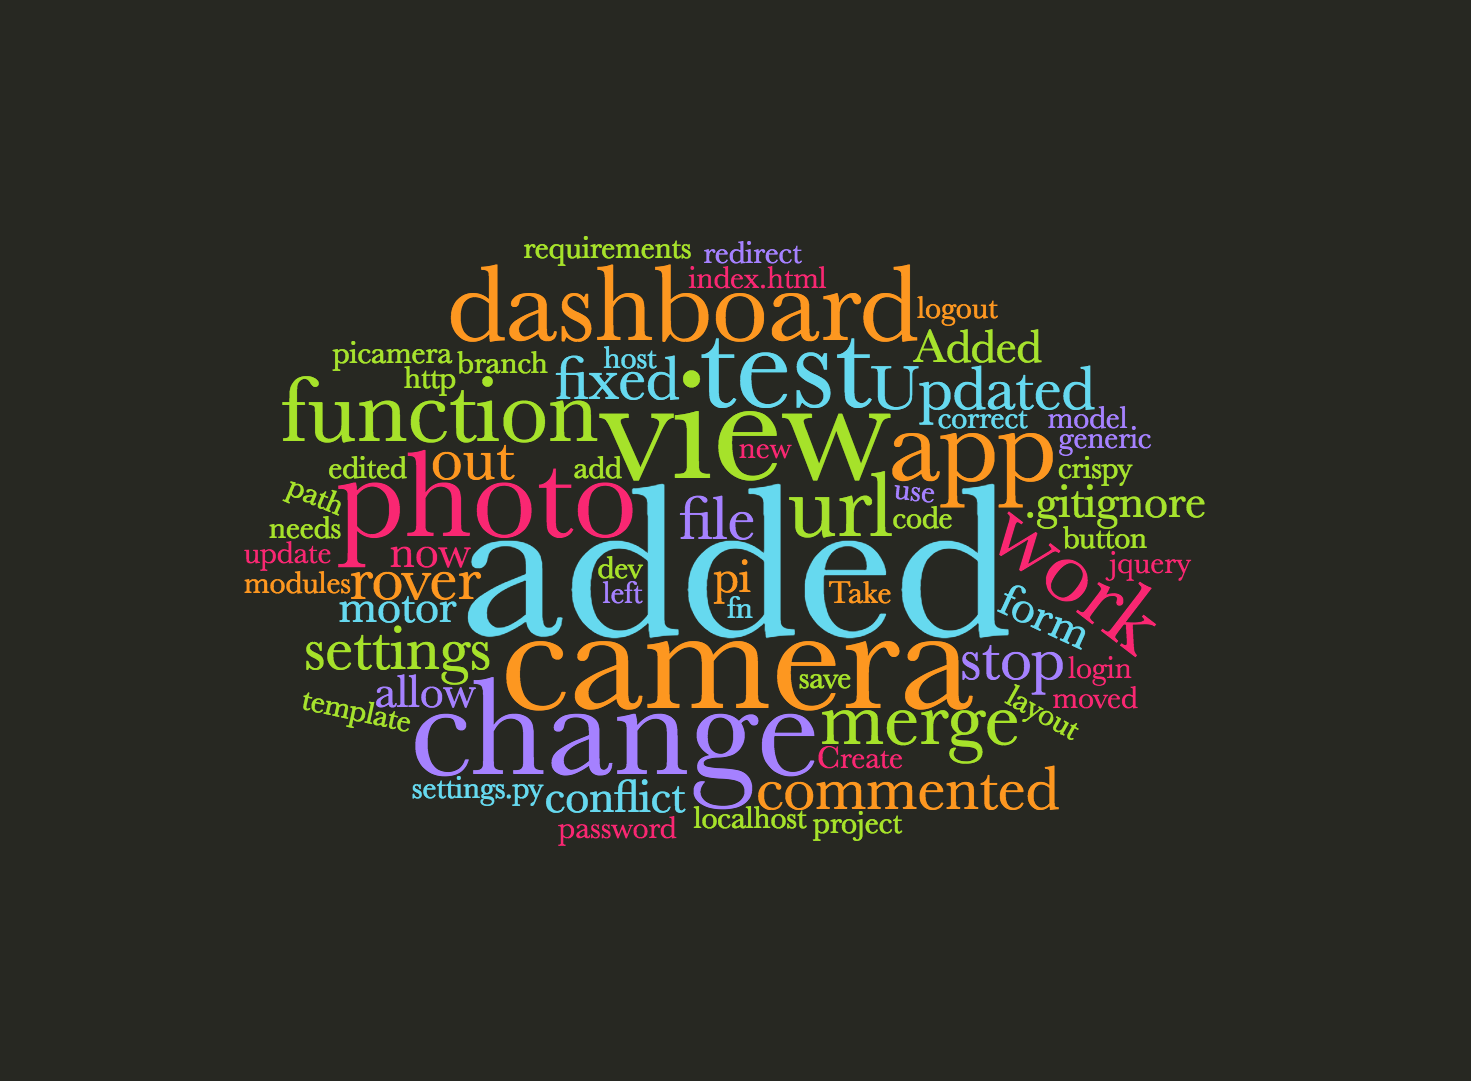 requirements
redirect
index.html
dashboard
logout
Added
picamera
branch
host
http
fixed
•
test
Updated
correct
model
generic
function
view
new
app
crispy
edited
out
add
path
photo
file
url
use
code
.gitignore
needs
button
update
now
added
work
jquery
modules
rover
dev
left
pi
fn
Take
form
motor
settings
camera
save
stop
login
moved
layout
allow
template
change
merge
Create
settings.py
conflict
commented
localhost
project
password